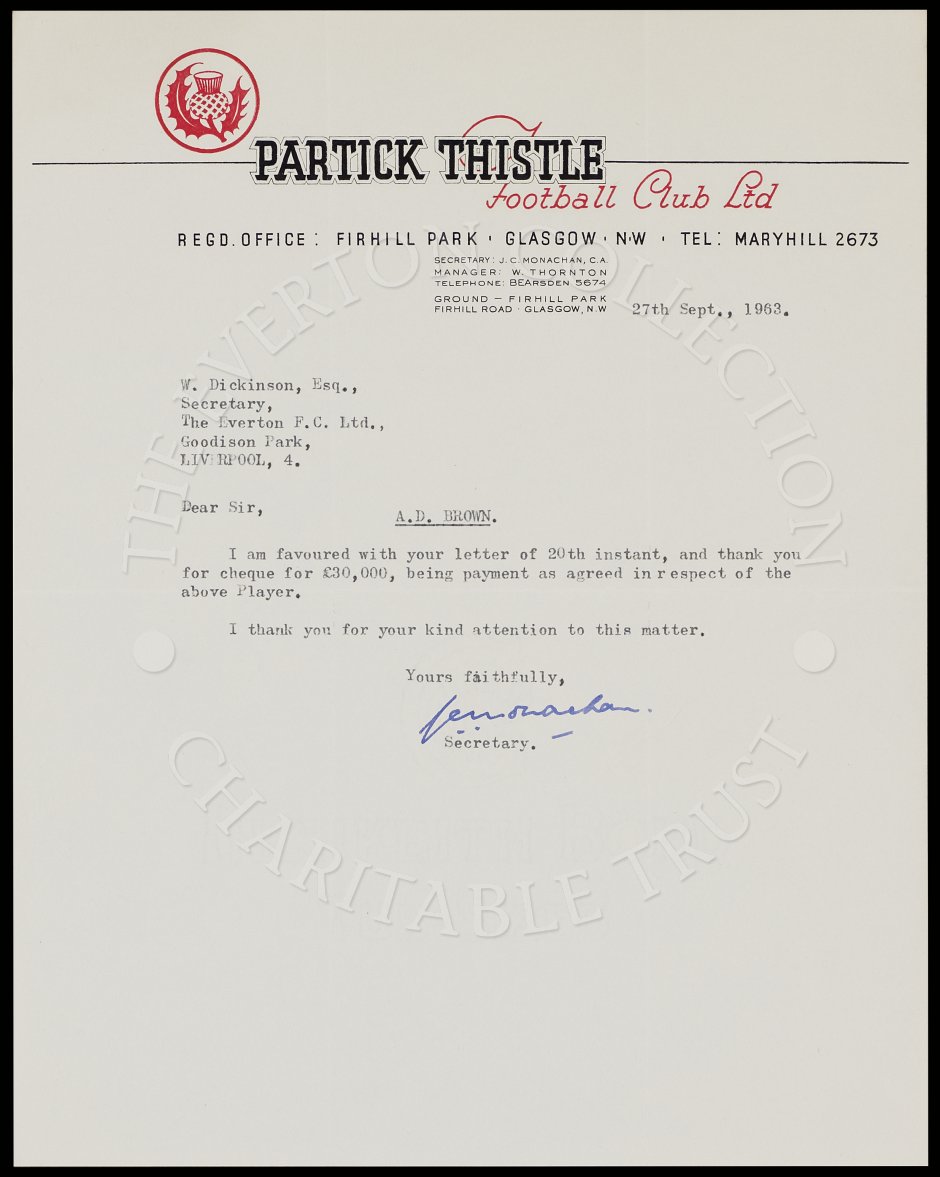 PARTICK THISTLE
Football Club Ltd
REGD. OFFICE: FIRHILL PARK · GLASGOW · N·W · TEL: MARYHILL 2673
SECRETARY: J. C. MONACHAN, C.A.
MANAGER: W. THORNTON
TELEPHONE: BEARSDEN 5674
GROUND – FIRHILL PARK
FIRHILL ROAD · GLASGOW, N.W
27th Sept., 1963.
W. Dickinson, Esq.,
Secretary,
The Everton F.C. Ltd.,
Goodison Park,
LIVERPOOL, 4.
Dear Sir,
A.D. BROWN.
I am favoured with your letter of 20th instant, and thank you
for cheque for £30,000, being payment as agreed in respect of the
above Player.
I thank you for your kind attention to this matter.
Yours faithfully,
Jcmonachan.
Secretary.
THE EVERTON COLLECTION
CHARITABLE TRUST